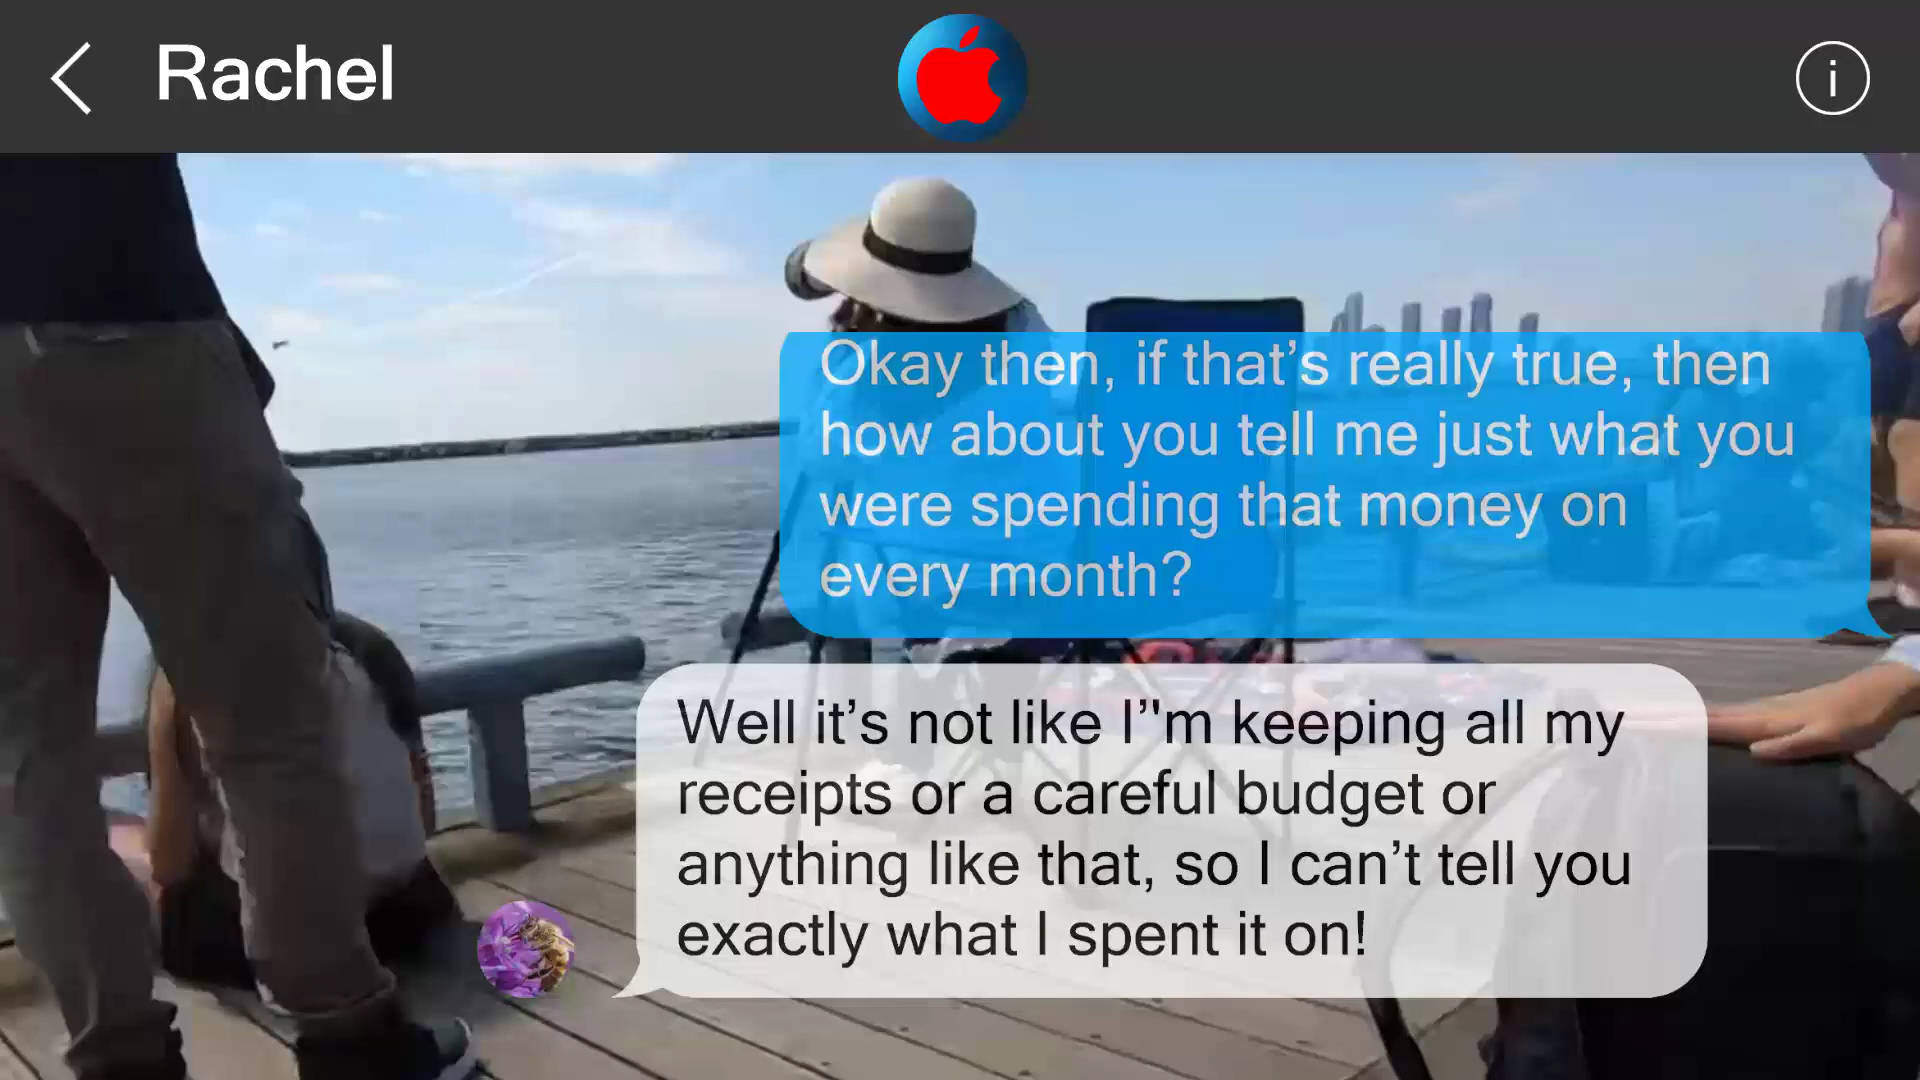 Rachel
Okay then, if that’s really true, then
how about you tell me just what you
were spending that money on
every month?
Well it’s not like I’'m keeping all my
receipts or a careful budget or
anything like that, so I can’t tell you
exactly what I spent it on!